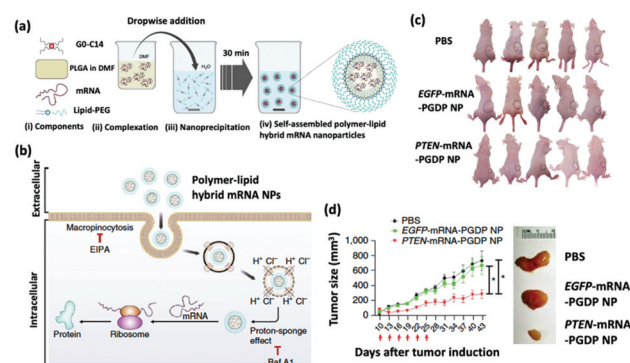 (a)
Dropwise addition
G0-C14
PLGA in DMF
mRNA
Lipid-PEG
DMF
H₂O
30 min
(i) Components
(ii) Complexation
(iii) Nanoprecipitation
(iv) Self-assembled polymer-lipid
hybrid mRNA nanoparticles
(b)
Extracellular
Intracellular
Polymer-lipid
hybrid mRNA NPs
Macropinocytosis
EIPA
H⁺ Cl⁻
H⁺ Cl⁻
H⁺ Cl⁻
H⁺ Cl⁻
mRNA
Protein
Ribosome
Proton-sponge
effect
Baf A1
(c)
PBS
EGFP-mRNA
-PGDP NP
PTEN-mRNA
-PGDP NP
(d)
PBS
EGFP-mRNA-PGDP NP
PTEN-mRNA-PGDP NP
Tumor size (mm³)
1000
800
600
400
200
0
* *
10 13 16 19 22 25 28 31 34 37 40 43
Days after tumor induction
PBS
EGFP-mRNA
-PGDP NP
PTEN-mRNA
-PGDP NP